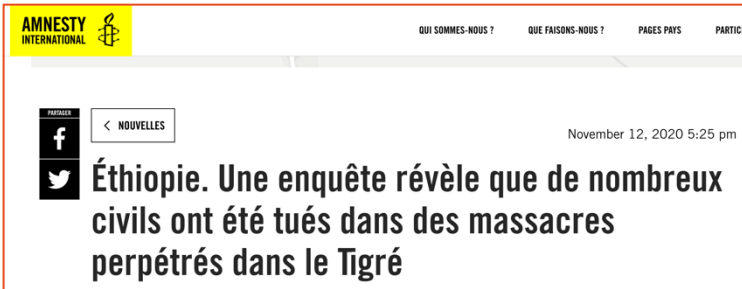 AMNESTY
INTERNATIONAL
QUI SOMMES-NOUS ? QUE FAISONS-NOUS ? PAGES PAYS PARTIC
PARTAGER
< NOUVELLES
November 12, 2020 5:25 pm
Éthiopie. Une enquête révèle que de nombreux
civils ont été tués dans des massacres
perpétrés dans le Tigré